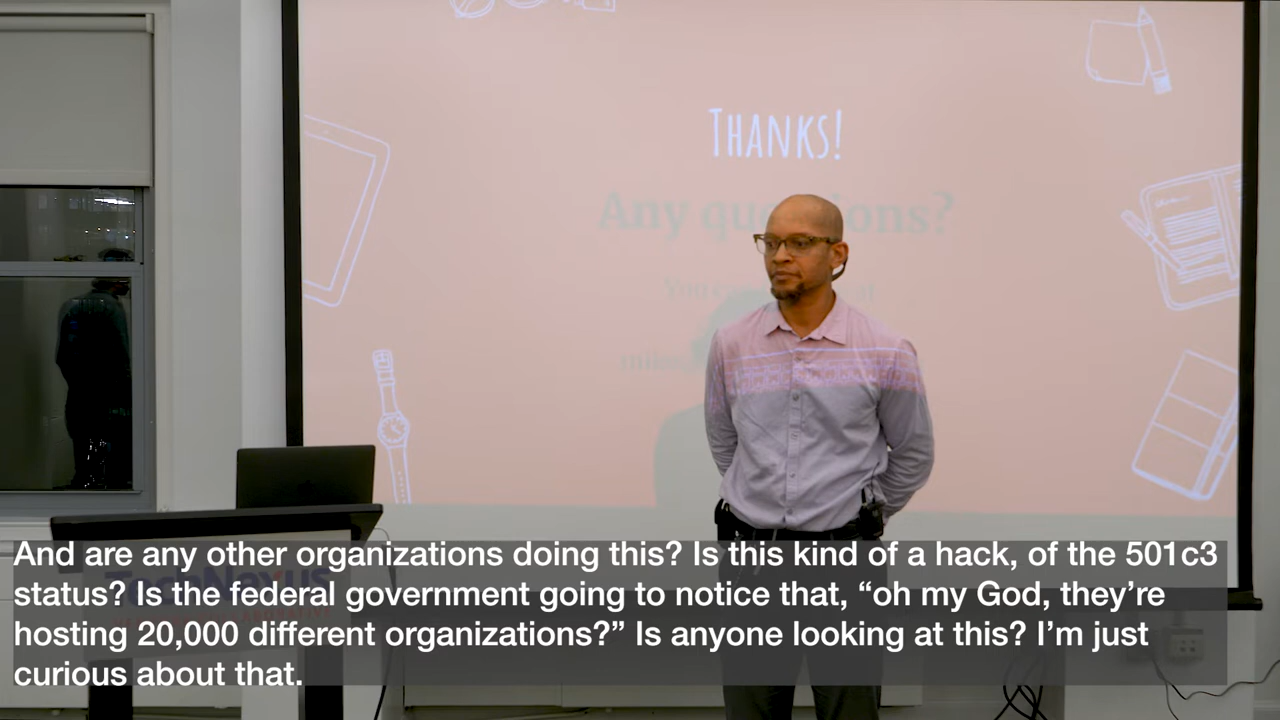 THANKS!
Any questions?
And are any other organizations doing this? Is this kind of a hack, of the 501c3
status? Is the federal government going to notice that, “oh my God, they’re
hosting 20,000 different organizations?” Is anyone looking at this? I’m just
curious about that.